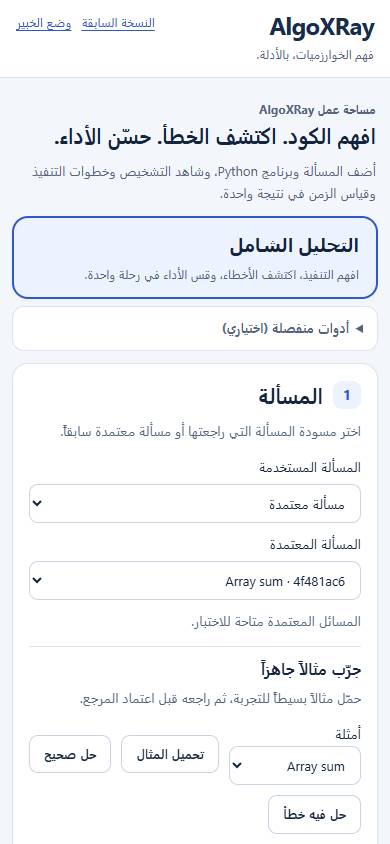 AlgoXRay
وضع الخبير النسخة السابقة
فهم الخوارزميات، بالأدلة.
مساحة عمل AlgoXRay
افهم الكود. اكتشف الخطأ. حسّن الأداء.
أضف المسألة وبرنامج Python، وشاهد التشخيص وخطوات التنفيذ
وقياس الزمن في نتيجة واحدة.
التحليل الشامل
افهم التنفيذ، اكتشف الأخطاء، وقس الأداء في رحلة واحدة.
أدوات منفصلة (اختياري)
1 المسألة
اختر مسودة المسألة التي راجعتها أو مسألة معتمدة سابقاً.
المسألة المستخدمة
مسألة معتمدة
المسألة المعتمدة
Array sum · 4f481ac6
المسائل المعتمدة متاحة للاختبار.
جرّب مثالاً جاهزاً
حمّل مثالاً بسيطاً للتجربة، ثم راجعه قبل اعتماد المرجع.
أمثلة
Array sum
تحميل المثال
حل صحيح
حل فيه خطأ